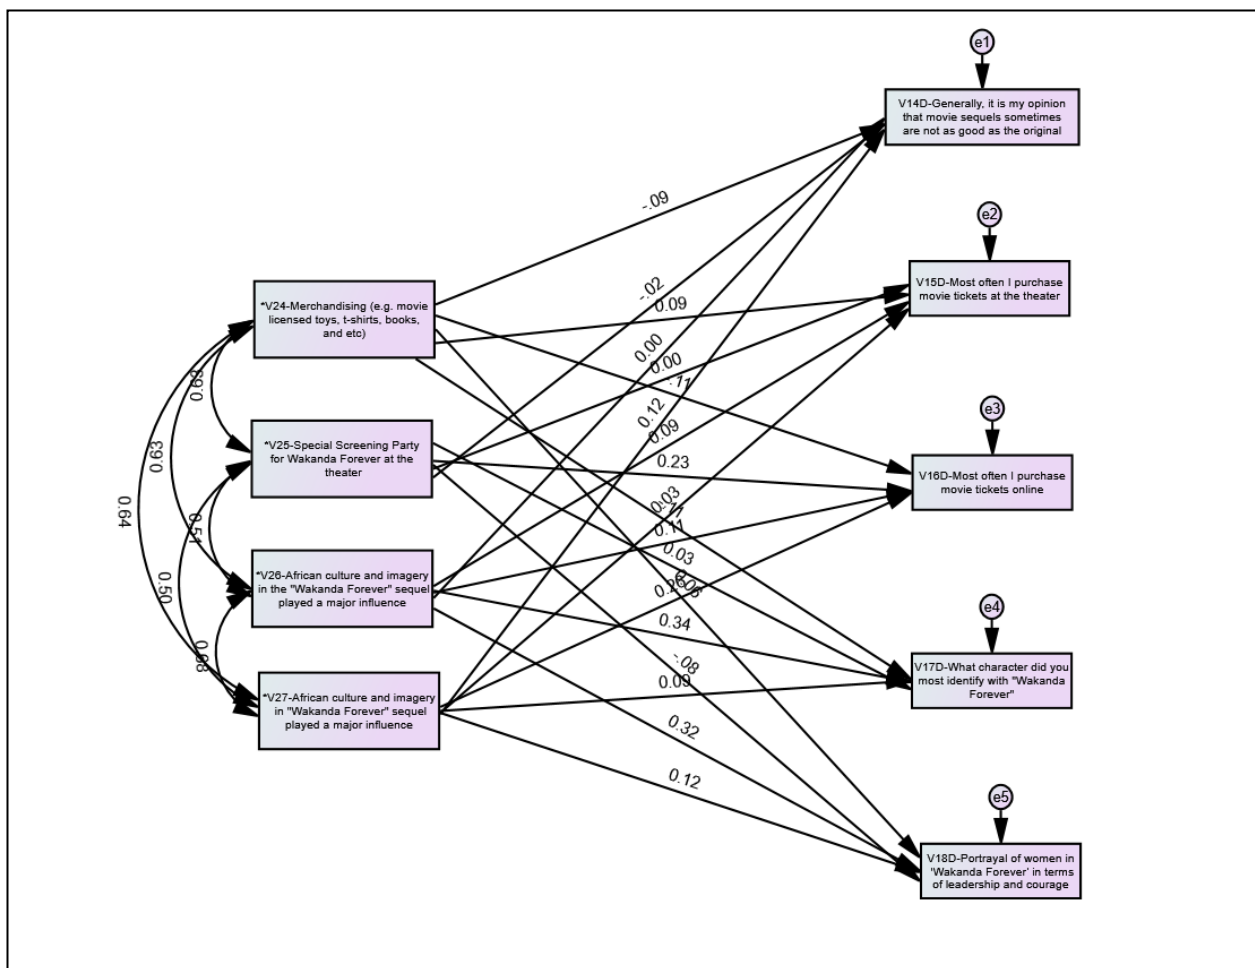 e1
V14D-Generally, it is my opinion
that movie sequels sometimes
are not as good as the original
e2
V15D-Most often I purchase
movie tickets at the theater
e3
V16D-Most often I purchase
movie tickets online
e4
V17D-What character did you
most identify with "Wakanda
Forever"
e5
V18D-Portrayal of women in
'Wakanda Forever' in terms
of leadership and courage
*V24-Merchandising (e.g. movie
licensed toys, t-shirts, books,
and etc)
*V25-Special Screening Party
for Wakanda Forever at the
theater
*V26-African culture and imagery
in the "Wakanda Forever" sequel
played a major influence
*V27-African culture and imagery
in "Wakanda Forever" sequel
played a major influence
-.09
-.02
0.09
0.00
0.00
-.11
0.12
0.09
0.23
0.03
0.11
0.03
0.34
-.08
0.09
0.32
0.12
0.69
0.63
0.64
0.51
0.50